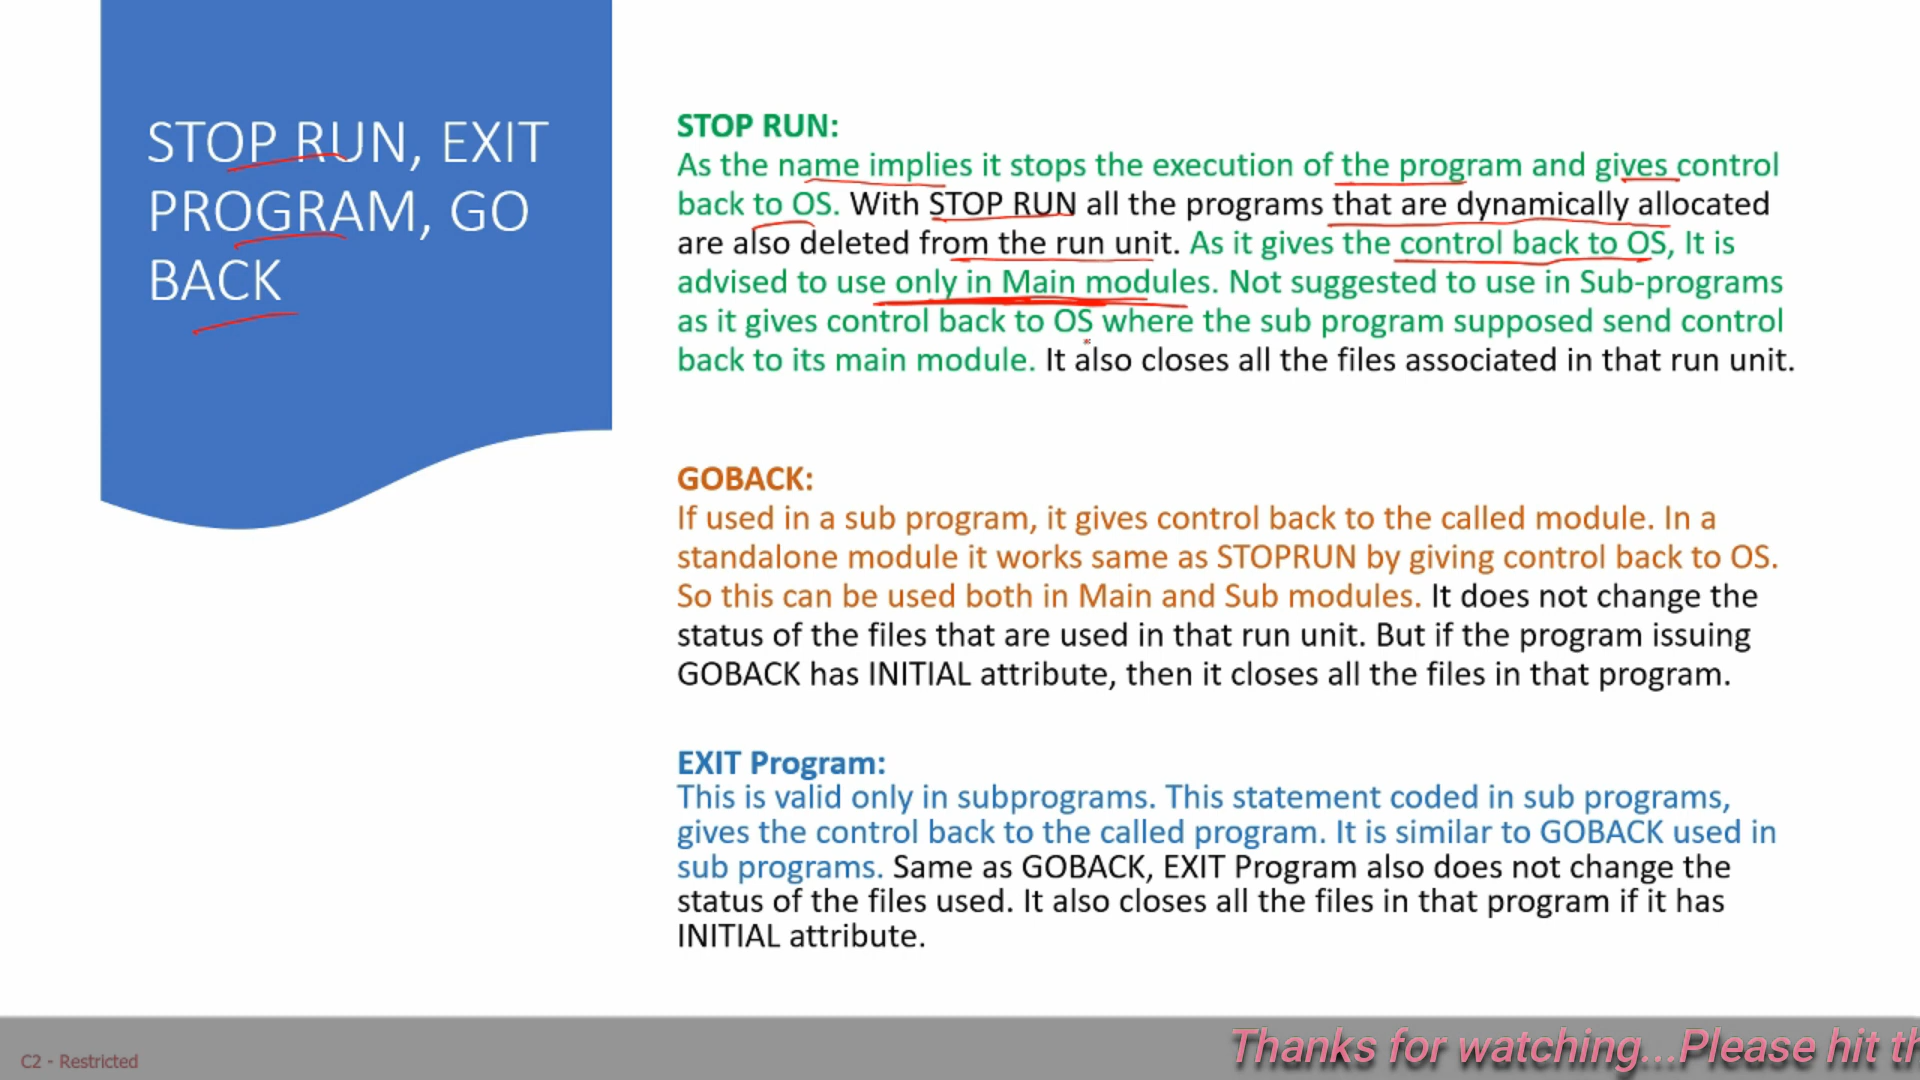 STOP RUN, EXIT
PROGRAM, GO
BACK
STOP RUN:
As the name implies it stops the execution of the program and gives control
back to OS. With STOP RUN all the programs that are dynamically allocated
are also deleted from the run unit. As it gives the control back to OS, It is
advised to use only in Main modules. Not suggested to use in Sub-programs
as it gives control back to OS where the sub program supposed send control
back to its main module. It also closes all the files associated in that run unit.
GOBACK:
If used in a sub program, it gives control back to the called module. In a
standalone module it works same as STOPRUN by giving control back to OS.
So this can be used both in Main and Sub modules. It does not change the
status of the files that are used in that run unit. But if the program issuing
GOBACK has INITIAL attribute, then it closes all the files in that program.
EXIT Program:
This is valid only in subprograms. This statement coded in sub programs,
gives the control back to the called program. It is similar to GOBACK used in
sub programs. Same as GOBACK, EXIT Program also does not change the
status of the files used. It also closes all the files in that program if it has
INITIAL attribute.
C2 - Restricted
Thanks for watching...Please hit th